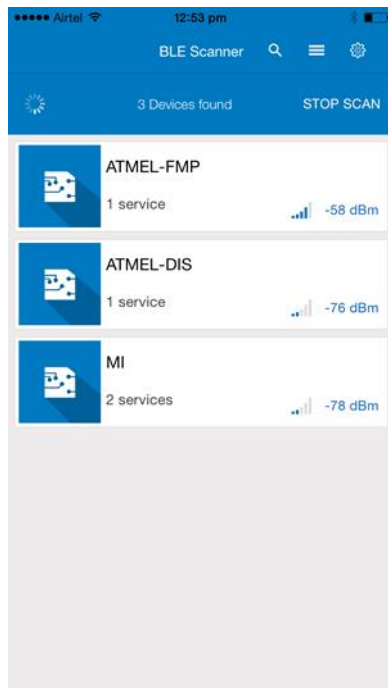 Airtel 12:53 pm
BLE Scanner
3 Devices found STOP SCAN
ATMEL-FMP
1 service
-58 dBm
ATMEL-DIS
1 service
-76 dBm
MI
2 services
-78 dBm